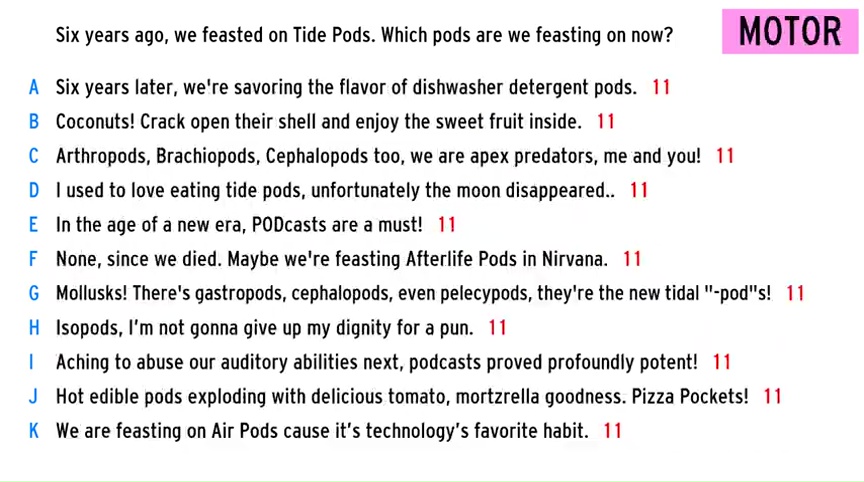 Six years ago, we feasted on Tide Pods. Which pods are we feasting on now?
MOTOR
A Six years later, we're savoring the flavor of dishwasher detergent pods. 11
B Coconuts! Crack open their shell and enjoy the sweet fruit inside. 11
C Arthropods, Brachiopods, Cephalopods too, we are apex predators, me and you! 11
D I used to love eating tide pods, unfortunately the moon disappeared.. 11
E In the age of a new era, PODcasts are a must! 11
F None, since we died. Maybe we're feasting Afterlife Pods in Nirvana. 11
G Mollusks! There's gastropods, cephalopods, even pelecypods, they're the new tidal "-pod"s! 11
H Isopods, I'm not gonna give up my dignity for a pun. 11
I Aching to abuse our auditory abilities next, podcasts proved profoundly potent! 11
J Hot edible pods exploding with delicious tomato, mortzrella goodness. Pizza Pockets! 11
K We are feasting on Air Pods cause it's technology's favorite habit. 11